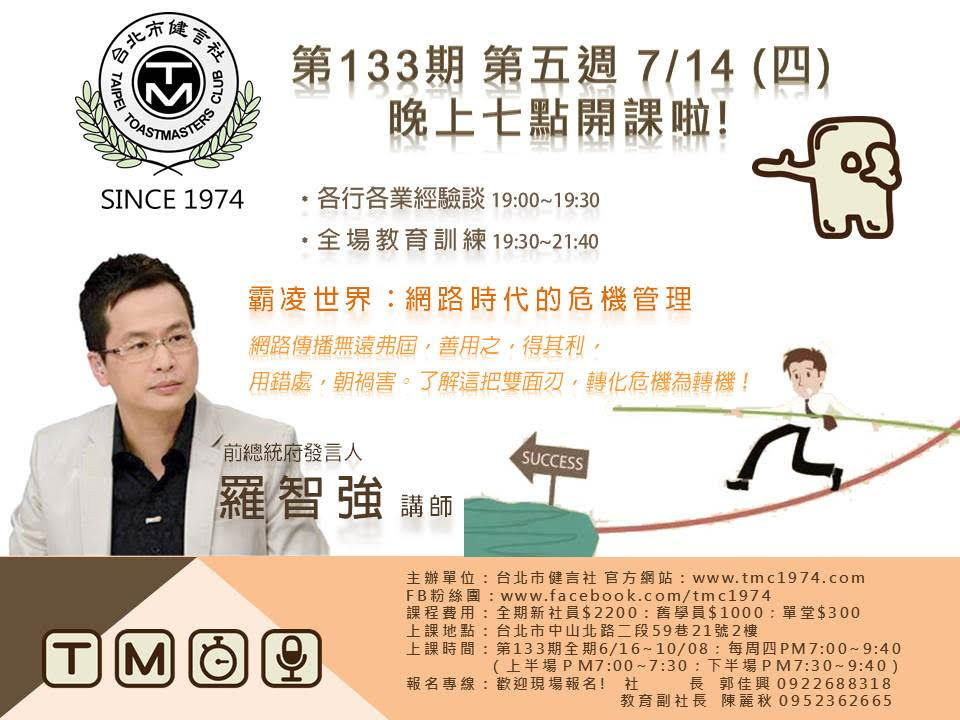 台北市健言社
TAIPEI TOASTMASTERS CLUB
TM
SINCE 1974
第133期 第五週 7/14 (四)
晚上七點開課啦!
・各行各業經驗談 19:00~19:30
・全場教育訓練 19:30~21:40
霸凌世界：網路時代的危機管理
網路傳播無遠弗屆，善用之，得其利，
用錯處，朝禍害。了解這把雙面刃，轉化危機為轉機！
前總統府發言人
羅智強 講師
SUCCESS
主辦單位：台北市健言社 官方網站：www.tmc1974.com
FB粉絲團：www.facebook.com/tmc1974
課程費用：全期新社員$2200；舊學員$1000；單堂$300
上課地點：台北市中山北路二段59巷21號2樓
上課時間：第133期全期6/16~10/08；每周四PM7:00~9:40
（上半場PM7:00~7:30；下半場PM7:30~9:40）
報名專線：歡迎現場報名! 社 長 郭佳興 0922688318
教育副社長 陳麗秋 0952362665
T M